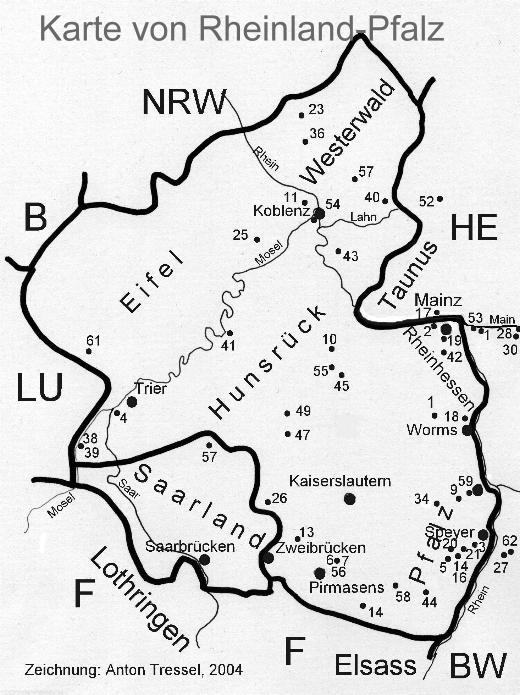 Karte von Rheinland-Pfalz
NRW
23
36
Westerwald
Rhein
57
11
54
40
52
B
Koblenz
Lahn
HE
25
Mosel
43
Eifel
Taunus
Mainz
17
53
Main
2
1
28
19
30
Rheinhessen
42
61
41
10
Hunsrück
55
45
LU
Trier
4
49
1
18
47
Worms
38
39
57
Saar
Saarland
Kaiserslautern
59
9
34
26
Mosel
Pfalz
Speyer
13
20
3
62
Saarbrücken
Zweibrücken
6
7
5
14
21
27
56
16
Lothringen
Pirmasens
58
44
Rhein
F
14
F
Elsass
BW
Zeichnung: Anton Tressel, 2004